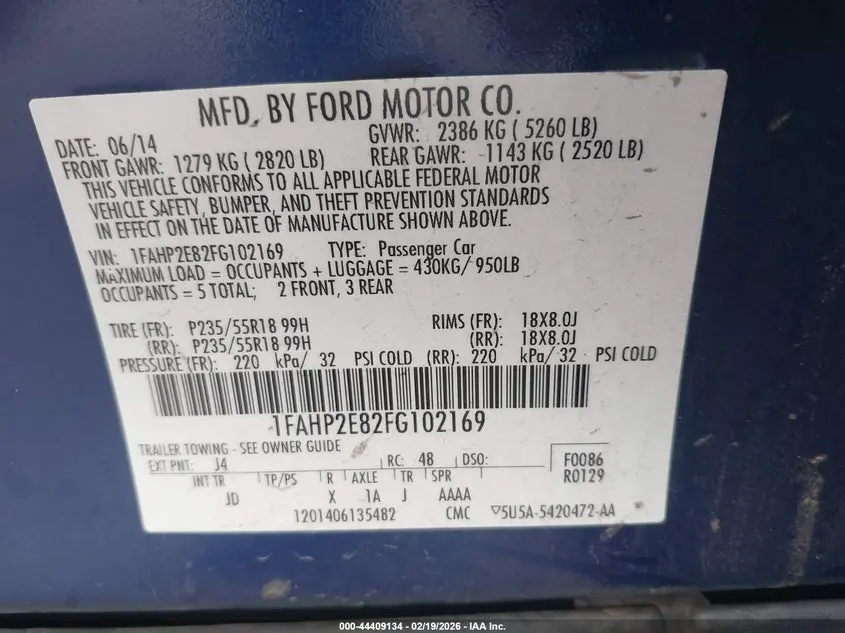 MFD. BY FORD MOTOR CO.
DATE: 06/14 GVWR: 2386 KG ( 5260 LB)
FRONT GAWR: 1279 KG ( 2820 LB) REAR GAWR: 1143 KG ( 2520 LB)
THIS VEHICLE CONFORMS TO ALL APPLICABLE FEDERAL MOTOR
VEHICLE SAFETY, BUMPER, AND THEFT PREVENTION STANDARDS
IN EFFECT ON THE DATE OF MANUFACTURE SHOWN ABOVE.
VIN: 1FAHP2E82FG102169 TYPE: Passenger Car
MAXIMUM LOAD = OCCUPANTS + LUGGAGE = 430KG/ 950LB
OCCUPANTS = 5 TOTAL; 2 FRONT, 3 REAR
TIRE (FR): P235/55R18 99H RIMS (FR): 18X8.0J
(RR): P235/55R18 99H (RR): 18X8.0J
PRESSURE (FR): 220 kPa/ 32 PSI COLD (RR): 220 kPa/ 32 PSI COLD
1FAHP2E82FG102169
TRAILER TOWING - SEE OWNER GUIDE
EXT PNT: J4 RC: 48 DSO: F0086
INT TR TP/PS R AXLE TR SPR R0129
JD X 1A J AAAA
1201406135482 CMC ▽5U5A-5420472-AA
000-44409134 - 02/19/2026 - IAA Inc.